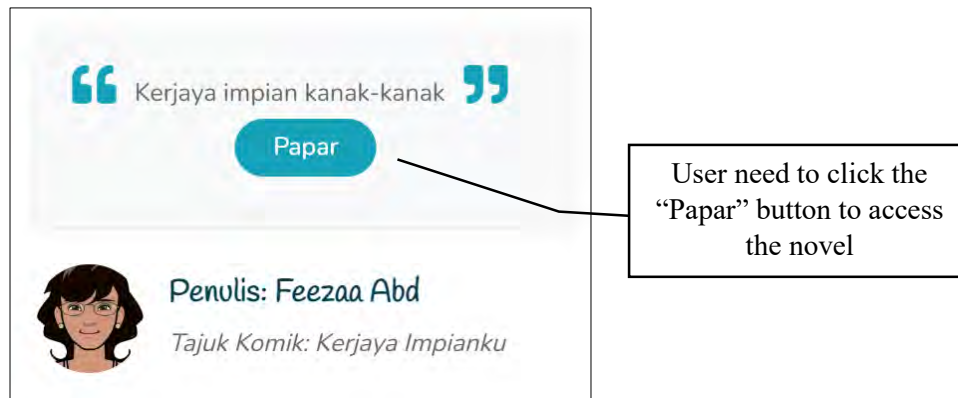 “ Kerjaya impian kanak-kanak ”
Papar
Penulis: Feezaa Abd
Tajuk Komik: Kerjaya Impianku
User need to click the
“Papar” button to access
the novel